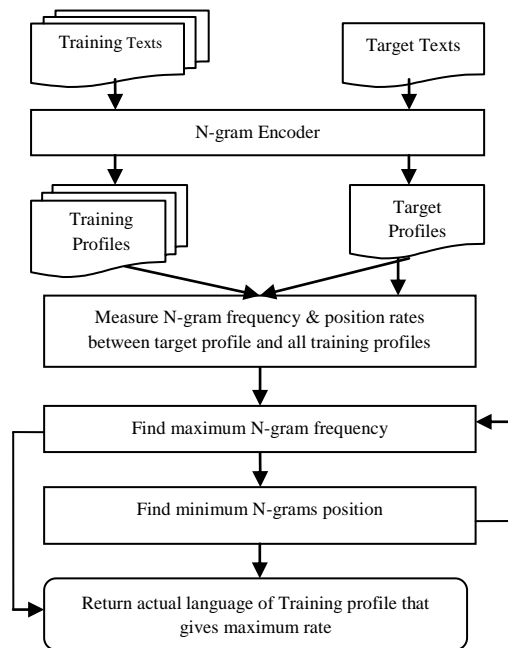 Training Texts
Target Texts
N-gram Encoder
Training
Profiles
Target
Profiles
Measure N-gram frequency & position rates
between target profile and all training profiles
Find maximum N-gram frequency
Find minimum N-grams position
Return actual language of Training profile that
gives maximum rate